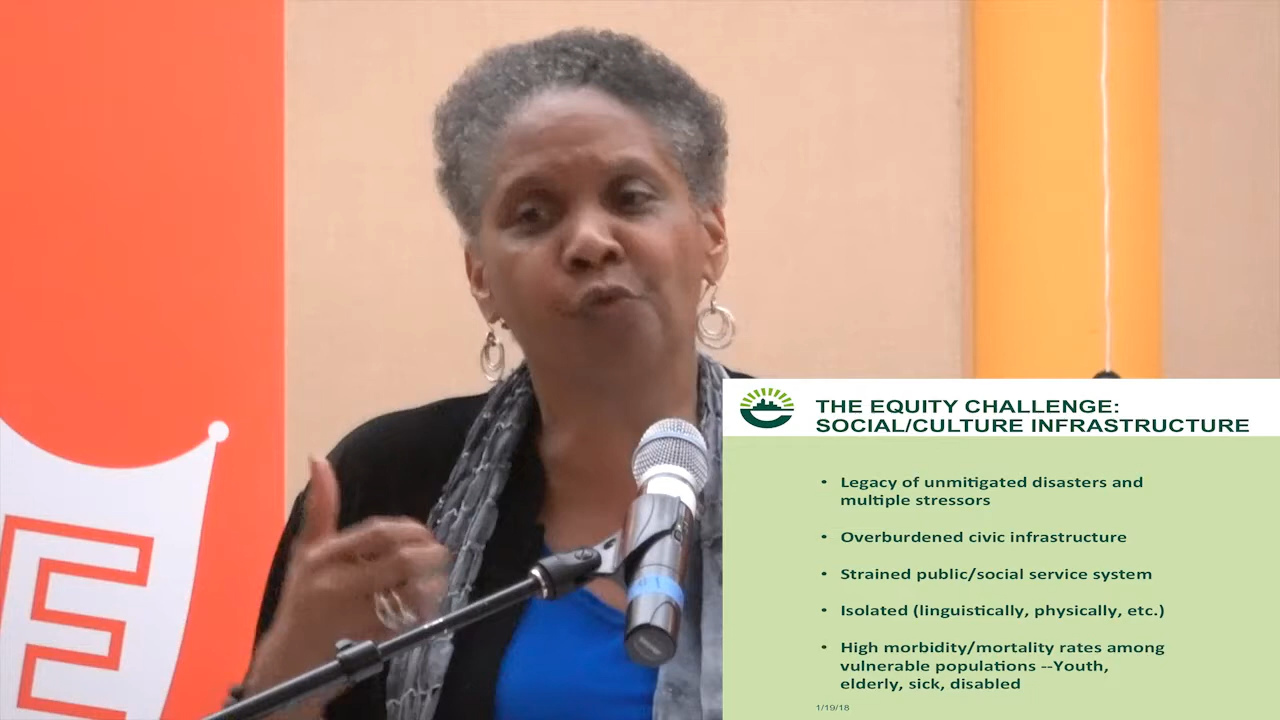 E
THE EQUITY CHALLENGE:
SOCIAL/CULTURE INFRASTRUCTURE
• Legacy of unmitigated disasters and
multiple stressors
• Overburdened civic infrastructure
• Strained public/social service system
• Isolated (linguistically, physically, etc.)
• High morbidity/mortality rates among
vulnerable populations --Youth,
elderly, sick, disabled
1/19/18